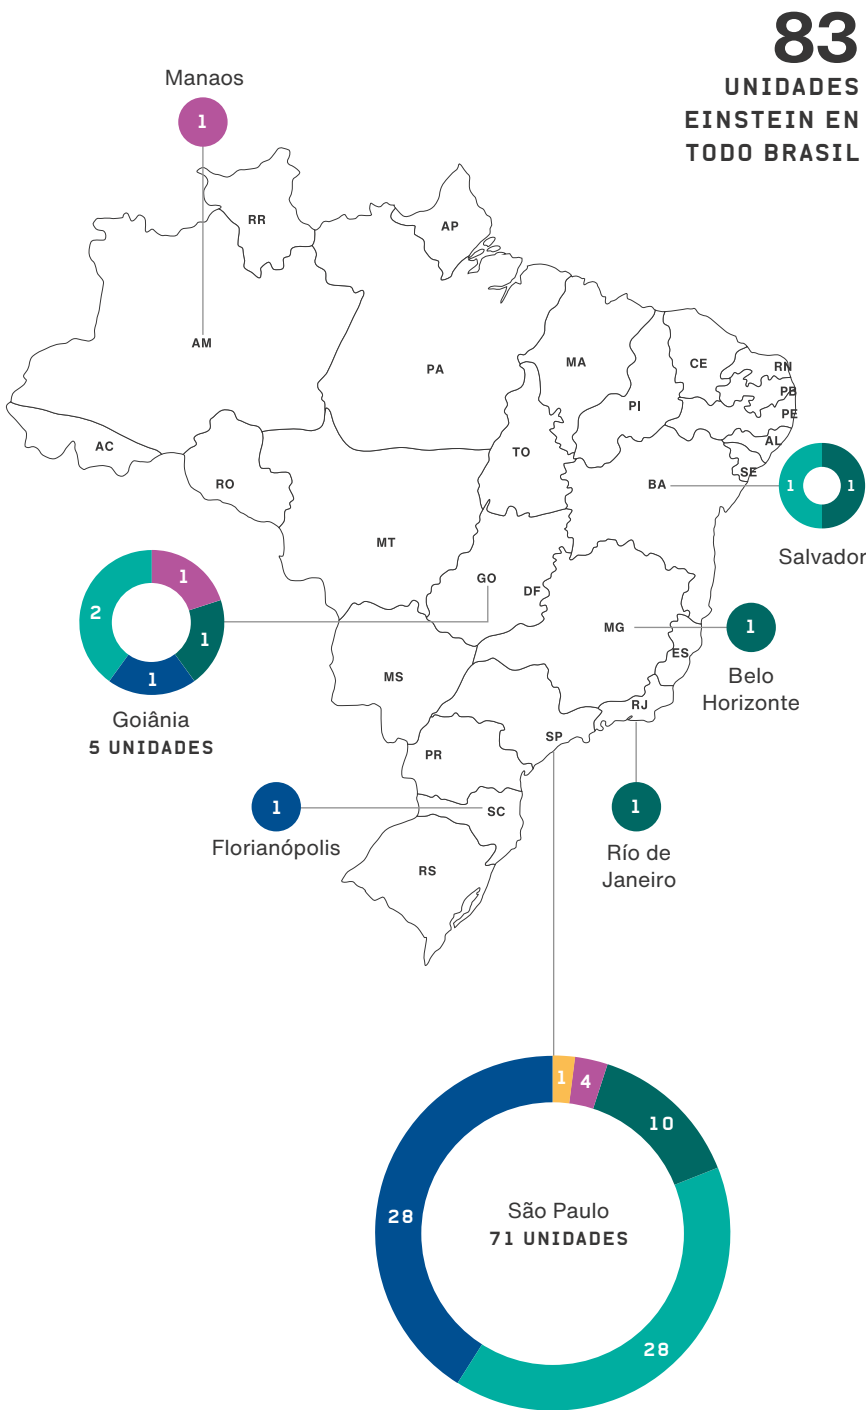 83
UNIDADES
EINSTEIN EN
TODO BRASIL
Manaos
1
RR
AP
AM
PA
MA
CE
RN
PB
PE
PI
AL
AC
TO
SE
RO
BA
1
1
Salvador
MT
GO
DF
2
1
1
1
Goiânia
5 UNIDADES
MG
1
Belo
Horizonte
ES
MS
RJ
SP
PR
1
Florianópolis
SC
1
Río de
Janeiro
RS
1
4
10
28
28
São Paulo
71 UNIDADES